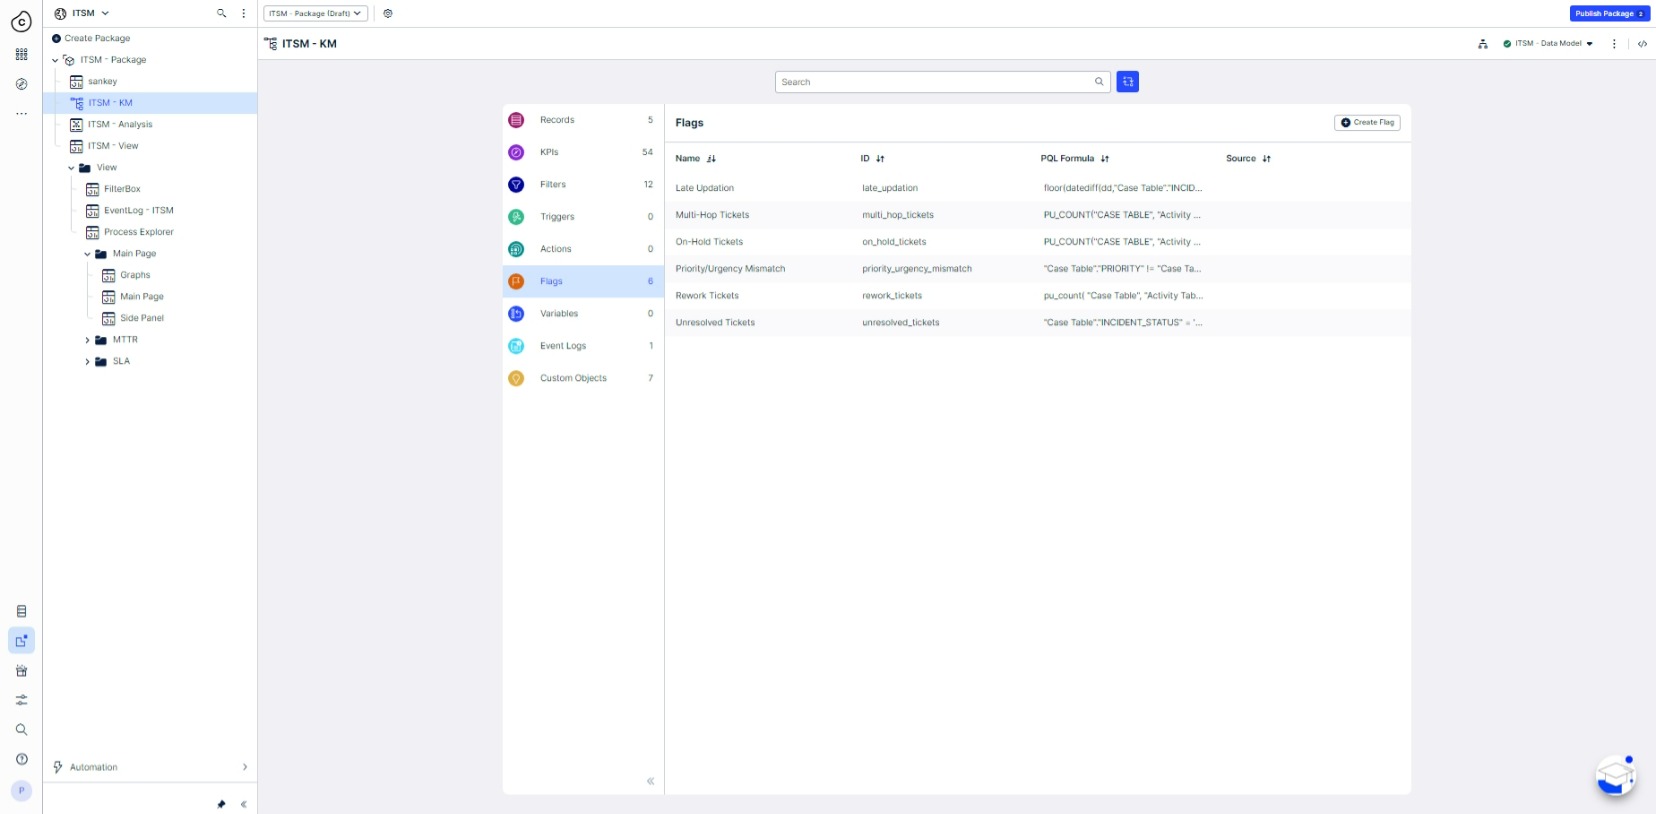 ITSM
ITSM - Package (Draft)
Publish Package
Create Package
ITSM - Package
sankey
ITSM - KM
ITSM - Analysis
ITSM - View
View
FilterBox
EventLog - ITSM
Process Explorer
Main Page
Graphs
Main Page
Side Panel
MTTR
SLA
Automation
P
ITSM - KM
ITSM - Data Model
Search
Records 5
KPIs 54
Filters 12
Triggers 0
Actions 0
Flags 6
Variables 0
Event Logs 1
Custom Objects 7
Flags
Create Flag
Name ID PQL Formula Source
Late Updation late_updation floor(datediff(dd,"Case Table"."INCID...
Multi-Hop Tickets multi_hop_tickets PU_COUNT("CASE TABLE", "Activity ...
On-Hold Tickets on_hold_tickets PU_COUNT("CASE TABLE", "Activity ...
Priority/Urgency Mismatch priority_urgency_mismatch "Case Table"."PRIORITY" != "Case Ta...
Rework Tickets rework_tickets pu_count( "Case Table", "Activity Tab...
Unresolved Tickets unresolved_tickets "Case Table"."INCIDENT_STATUS" = '...